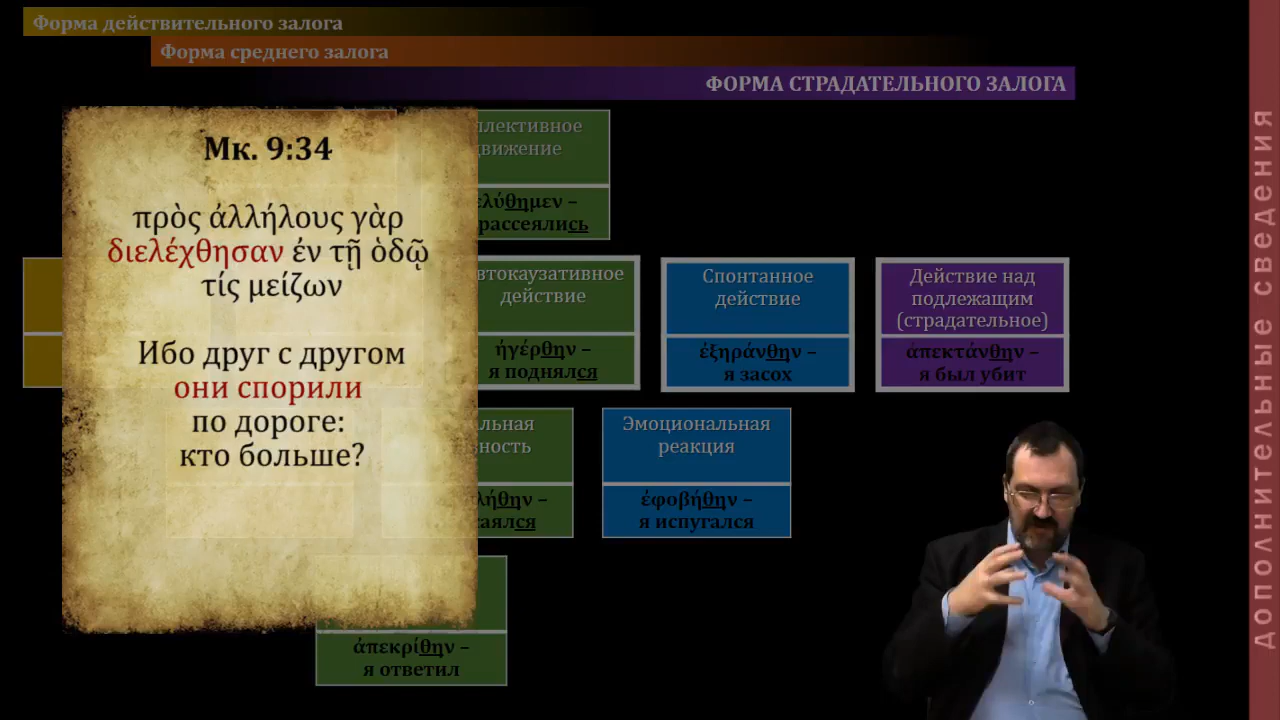 Форма действительного залога
Форма среднего залога
ФОРМА СТРАДАТЕЛЬНОГО ЗАЛОГА
Мк. 9:34
πρὸς ἀλλήλους γὰρ
διελέχθησαν ἐν τῇ ὁδῷ
τίς μείζων
Ибо друг с другом
они спорили
по дороге:
кто больше?
рассеялись
действие
ἠγέρθην –
я поднялся
Спонтанное
действие
ἐξηράνθην –
я засох
Действие над
подлежащим
(страдательное)
ἀπεκτάνθην –
я был убит
Эмоциональная
реакция
ἐφοβήθην –
я испугался
ἀπεκρίθην –
я ответил
дополнительные сведения